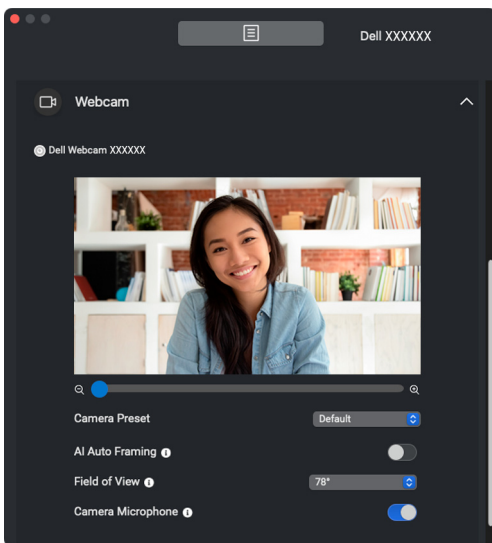 Dell XXXXXX
Webcam
Dell Webcam XXXXXX
Camera Preset Default
AI Auto Framing
Field of View 78°
Camera Microphone